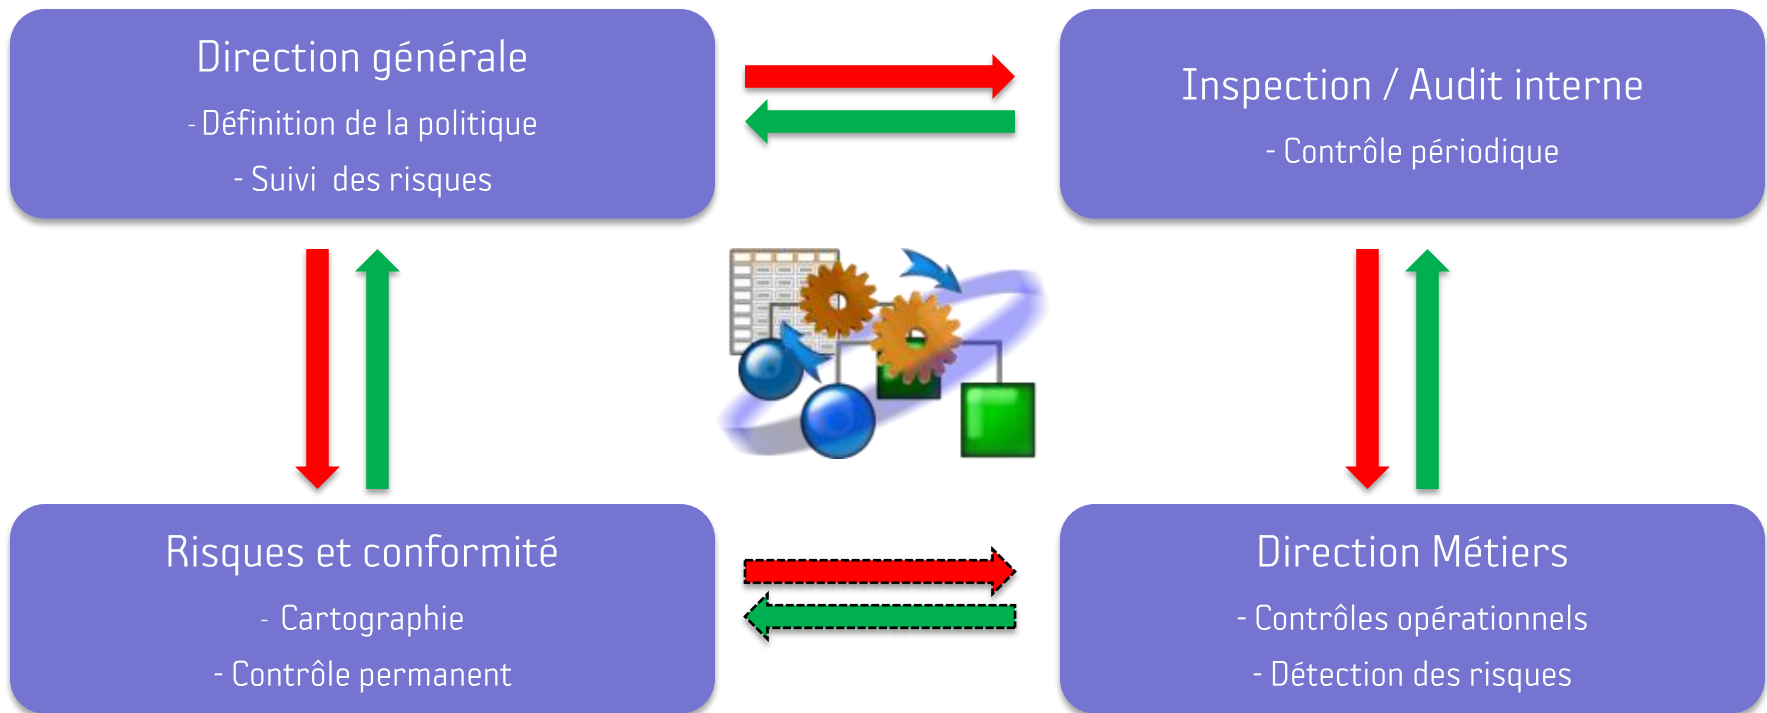 Direction générale
- Définition de la politique
- Suivi des risques
Inspection / Audit interne
- Contrôle périodique
Risques et conformité
- Cartographie
- Contrôle permanent
Direction Métiers
- Contrôles opérationnels
- Détection des risques